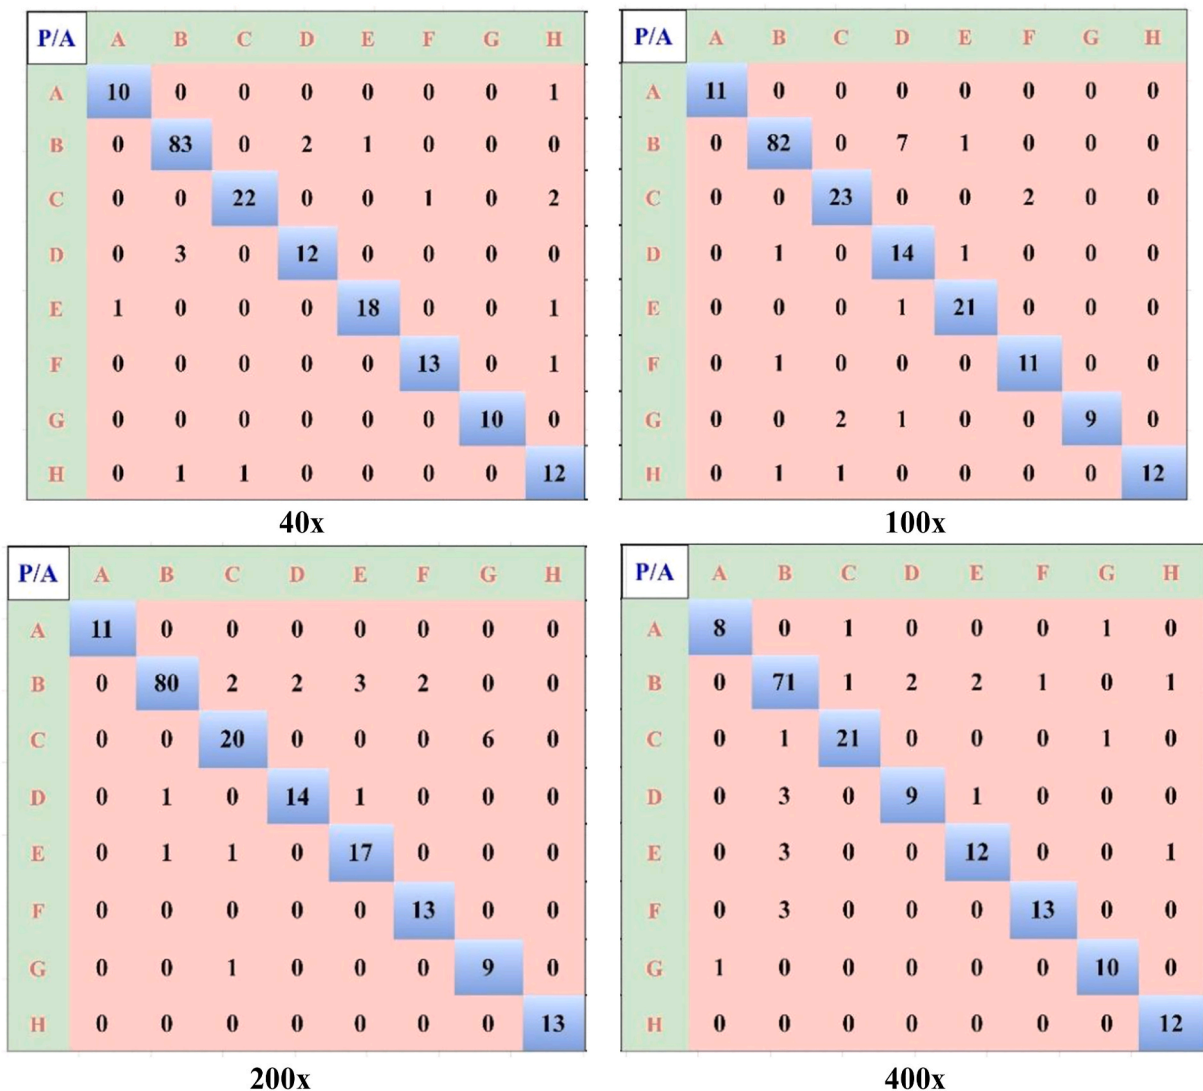 P/A A B C D E F G H
A 10 0 0 0 0 0 0 1
B 0 83 0 2 1 0 0 0
C 0 0 22 0 0 1 0 2
D 0 3 0 12 0 0 0 0
E 1 0 0 0 18 0 0 1
F 0 0 0 0 0 13 0 1
G 0 0 0 0 0 0 10 0
H 0 1 1 0 0 0 0 12
40x
P/A A B C D E F G H
A 11 0 0 0 0 0 0 0
B 0 82 0 7 1 0 0 0
C 0 0 23 0 0 2 0 0
D 0 1 0 14 1 0 0 0
E 0 0 0 1 21 0 0 0
F 0 1 0 0 0 11 0 0
G 0 0 2 1 0 0 9 0
H 0 1 1 0 0 0 0 12
100x
P/A A B C D E F G H
A 11 0 0 0 0 0 0 0
B 0 80 2 2 3 2 0 0
C 0 0 20 0 0 0 6 0
D 0 1 0 14 1 0 0 0
E 0 1 1 0 17 0 0 0
F 0 0 0 0 0 13 0 0
G 0 0 1 0 0 0 9 0
H 0 0 0 0 0 0 0 13
200x
P/A A B C D E F G H
A 8 0 1 0 0 0 1 0
B 0 71 1 2 2 1 0 1
C 0 1 21 0 0 0 1 0
D 0 3 0 9 1 0 0 0
E 0 3 0 0 12 0 0 1
F 0 3 0 0 0 13 0 0
G 1 0 0 0 0 0 10 0
H 0 0 0 0 0 0 0 12
400x